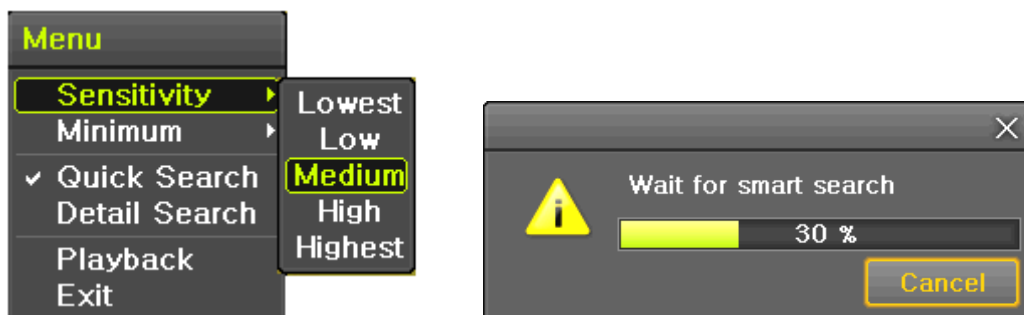 Menu
Sensitivity
Minimum
Quick Search
Detail Search
Playback
Exit
Lowest
Low
Medium
High
Highest
Wait for smart search
30 %
Cancel